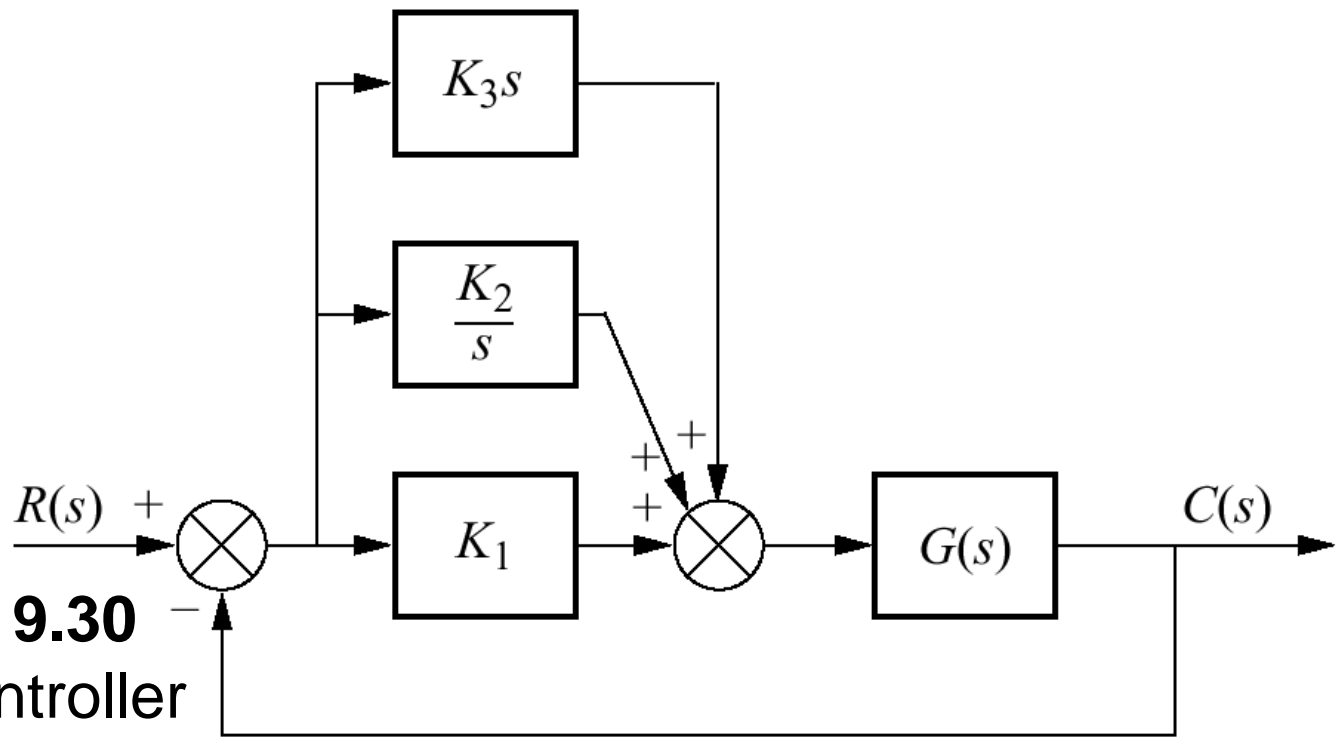 K₃s
K₂
s
+
+
R(s) +
+
K₁
G(s)
C(s)
9.30
−
ntroller